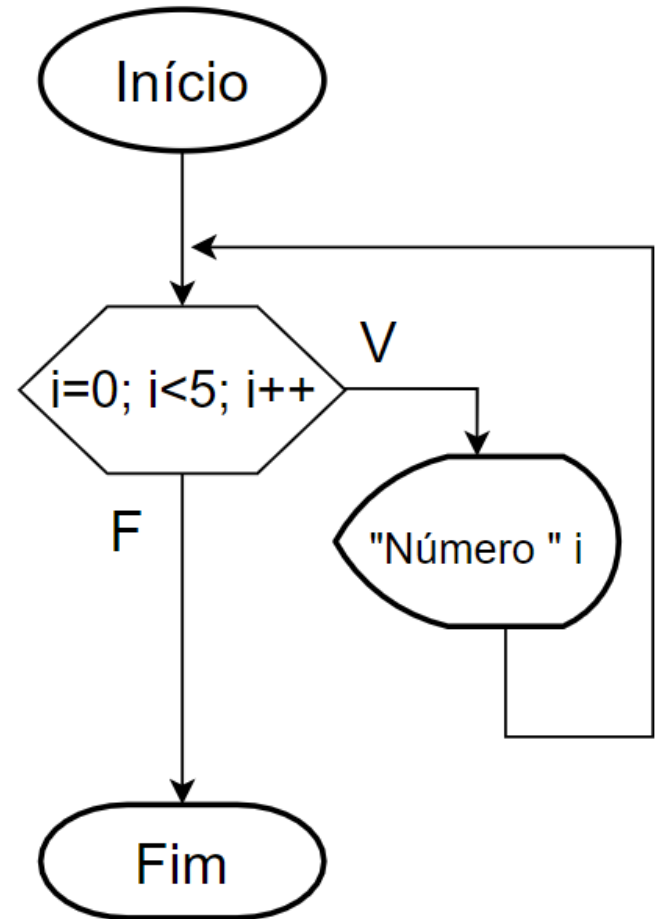 Início
i=0; i<5; i++
V
F
"Número " i
Fim